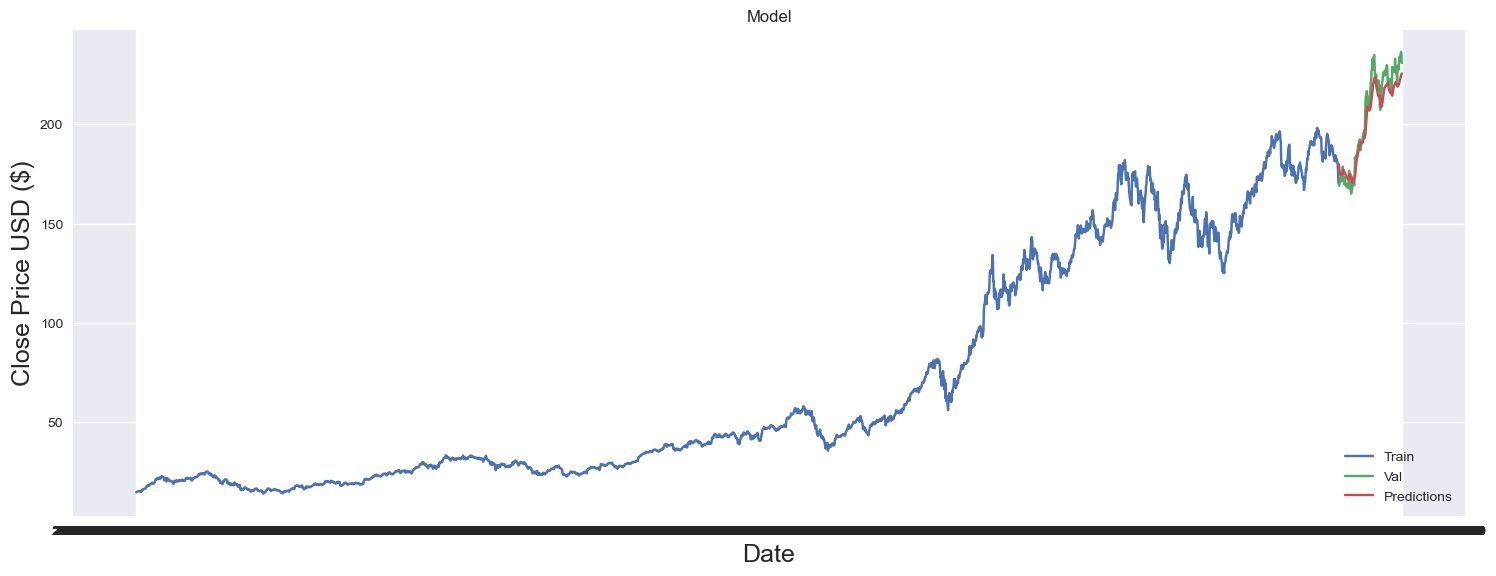 Model
Close Price USD ($)
200
150
100
50
Train
Val
Predictions
Date